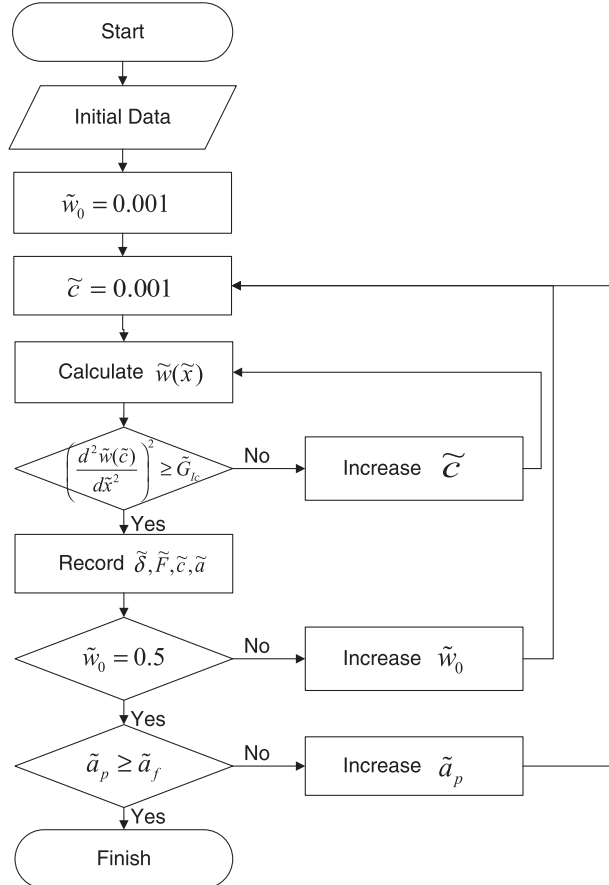 Start
Initial Data
w̃₀ = 0.001
c̃ = 0.001
Calculate w̃(x̃)
(d²w̃(c̃)/dx̃²)² ≥ G̃_Ic
No
Increase c̃
Yes
Record δ̃, F̃, c̃, ã
w̃₀ = 0.5
No
Increase w̃₀
Yes
ã_p ≥ ã_f
No
Increase ã_p
Yes
Finish